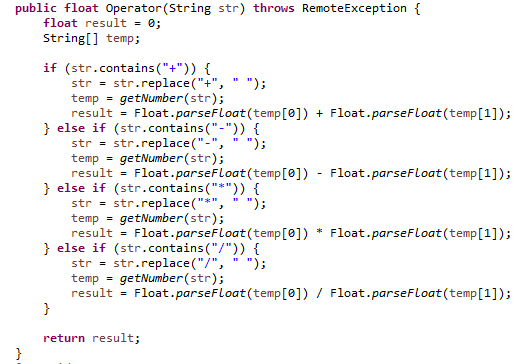 public float Operator(String str) throws RemoteException {
    float result = 0;
    String[] temp;

    if (str.contains("+")) {
        str = str.replace("+", " ");
        temp = getNumber(str);
        result = Float.parseFloat(temp[0]) + Float.parseFloat(temp[1]);
    } else if (str.contains("-")) {
        str = str.replace("-", " ");
        temp = getNumber(str);
        result = Float.parseFloat(temp[0]) - Float.parseFloat(temp[1]);
    } else if (str.contains("*")) {
        str = str.replace("*", " ");
        temp = getNumber(str);
        result = Float.parseFloat(temp[0]) * Float.parseFloat(temp[1]);
    } else if (str.contains("/")) {
        str = str.replace("/", " ");
        temp = getNumber(str);
        result = Float.parseFloat(temp[0]) / Float.parseFloat(temp[1]);
    }

    return result;
}